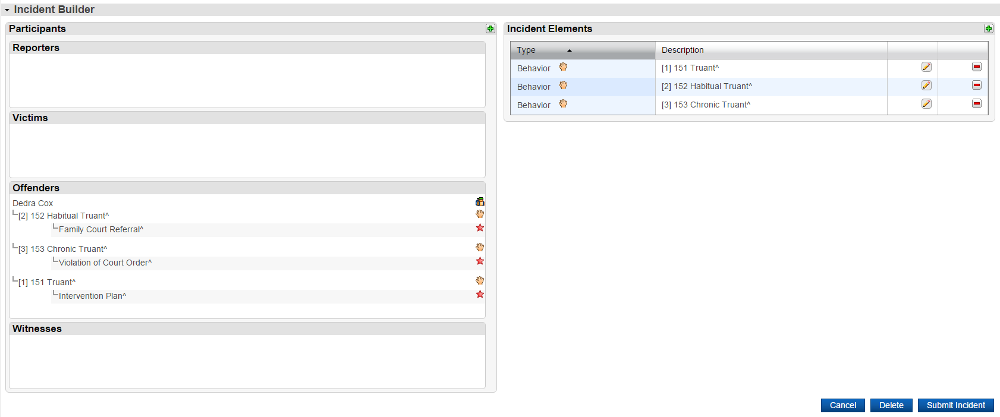 Incident Builder
Participants
Reporters
Victims
Offenders
Dedra Cox
[2] 152 Habitual Truant^
Family Court Referral^
[3] 153 Chronic Truant^
Violation of Court Order^
[1] 151 Truant^
Intervention Plan^
Witnesses
Incident Elements
Type Description
Behavior [1] 151 Truant^
Behavior [2] 152 Habitual Truant^
Behavior [3] 153 Chronic Truant^
Cancel Delete Submit Incident